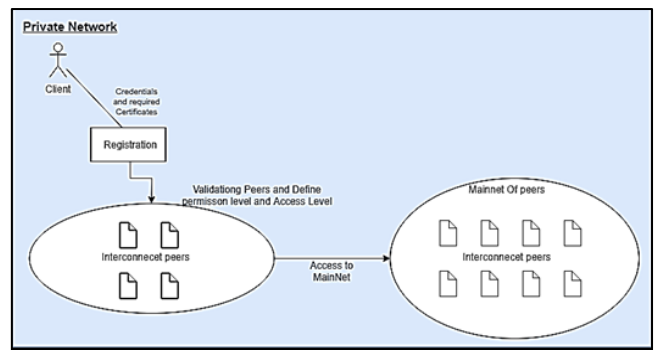 Private Network
Client
Credentials
and required
Certificates
Registration
Validationg Peers and Define
permisson level and Access Level
Interconnecet peers
Access to
MainNet
Mainnet Of peers
Interconnecet peers